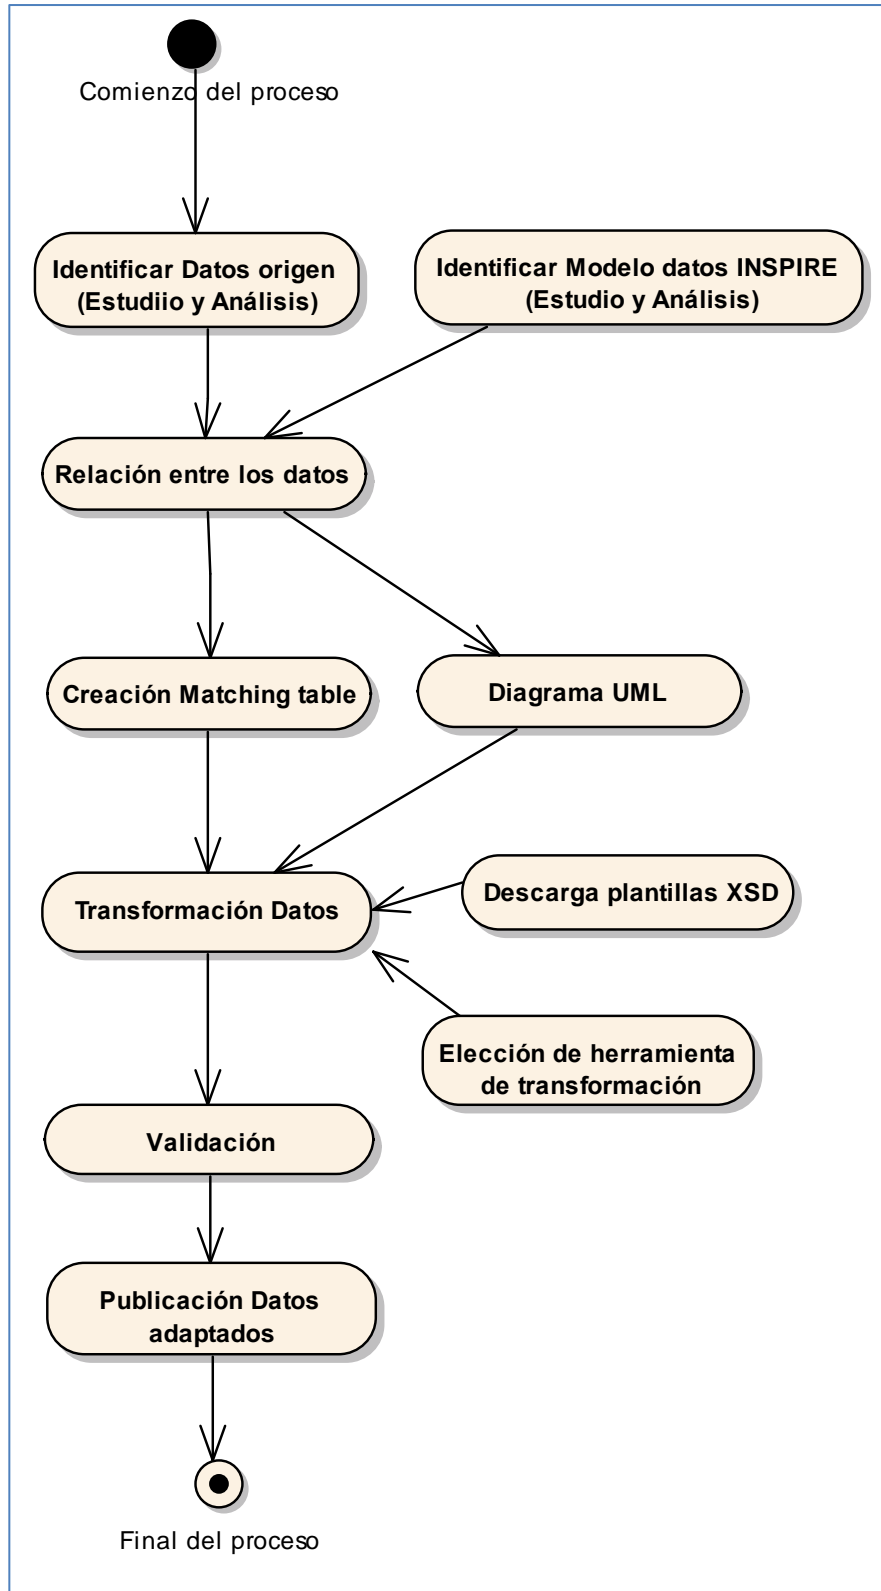 Comienzo del proceso
Identificar Datos origen
(Estudiio y Análisis)
Identificar Modelo datos INSPIRE
(Estudio y Análisis)
Relación entre los datos
Creación Matching table
Diagrama UML
Transformación Datos
Descarga plantillas XSD
Elección de herramienta
de transformación
Validación
Publicación Datos
adaptados
Final del proceso